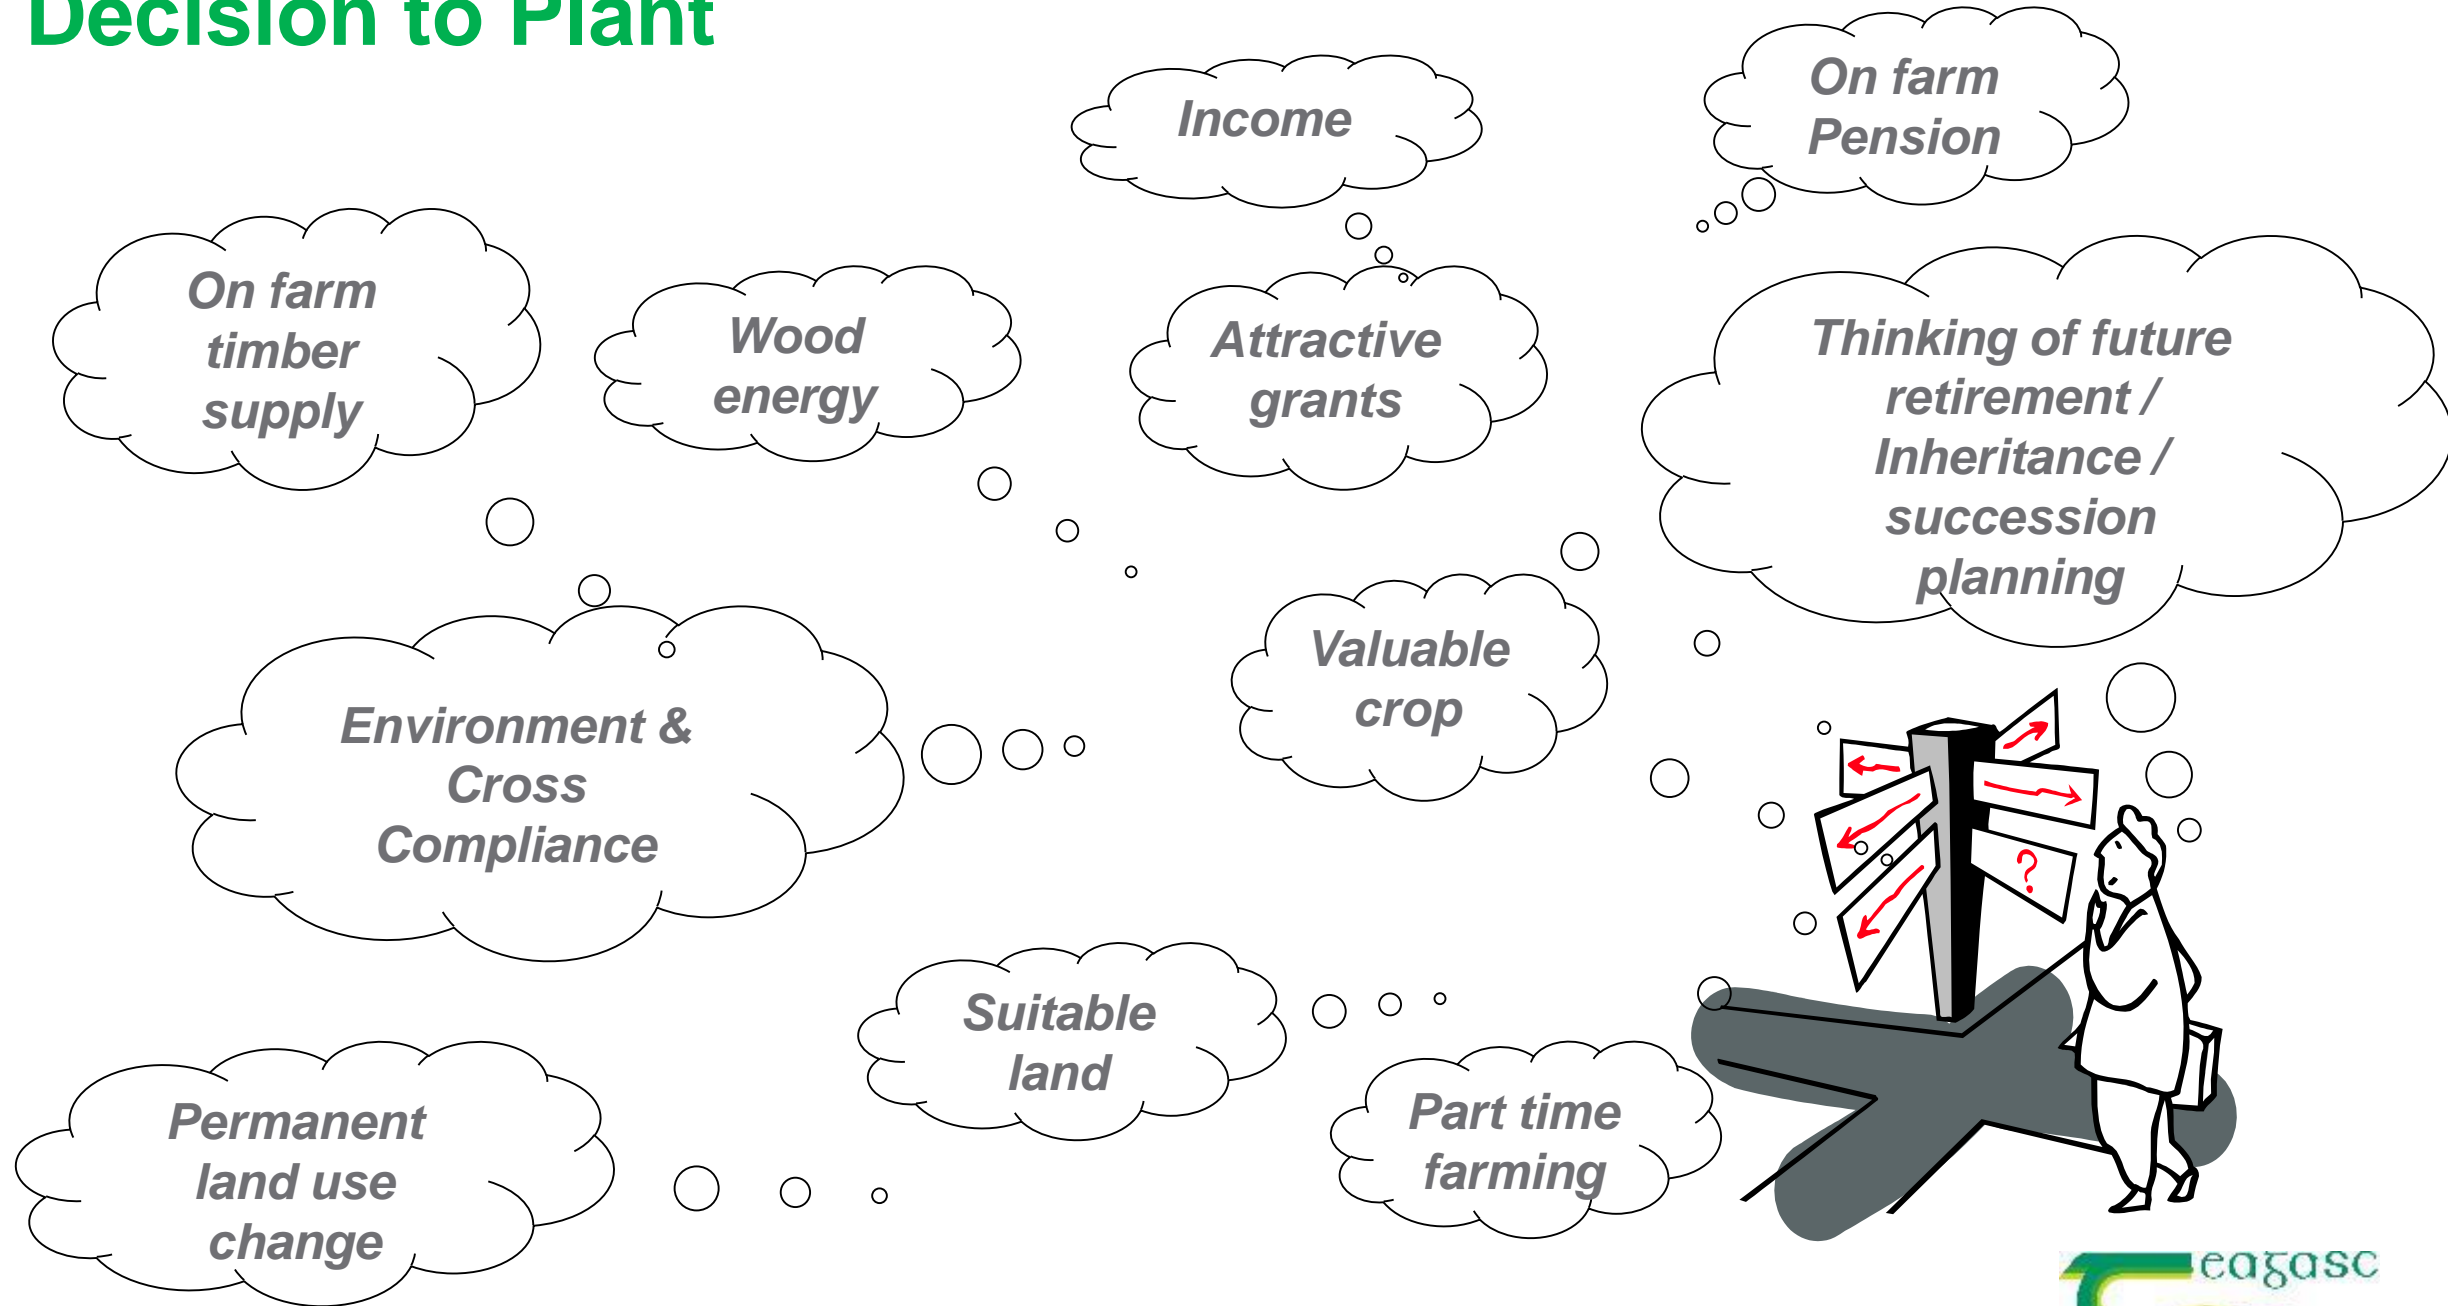 Decision to Plant
Income
On farm
Pension
On farm
timber
supply
Wood
energy
Attractive
grants
Thinking of future
retirement /
Inheritance /
succession
planning
Environment &
Cross
Compliance
Valuable
crop
?
Suitable
land
Part time
farming
Permanent
land use
change
eagasc